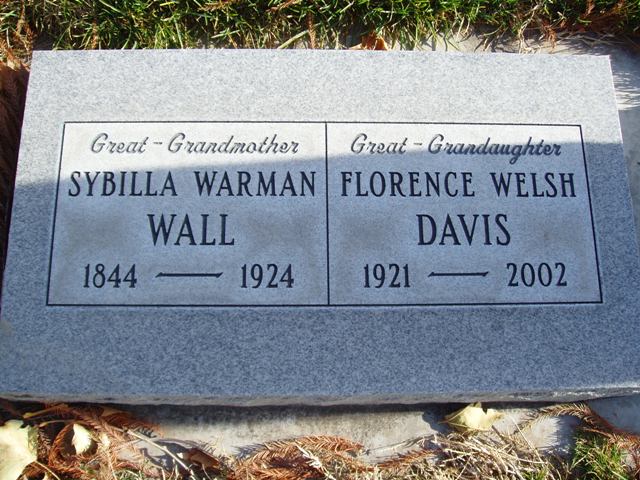 Great - Grandmother
SYBILLA WARMAN
WALL
1844 — 1924
Great - Grandaughter
FLORENCE WELSH
DAVIS
1921 — 2002